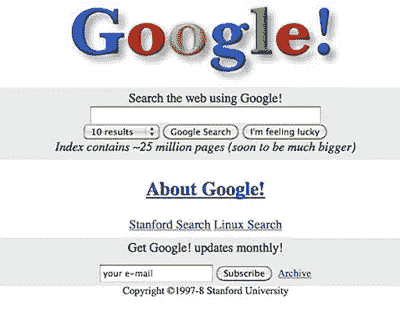 Google!
Search the web using Google!
10 results Google Search I'm feeling lucky
Index contains ~25 million pages (soon to be much bigger)
About Google!
Stanford Search Linux Search
Get Google! updates monthly!
your e-mail Subscribe Archive
Copyright ©1997-8 Stanford University